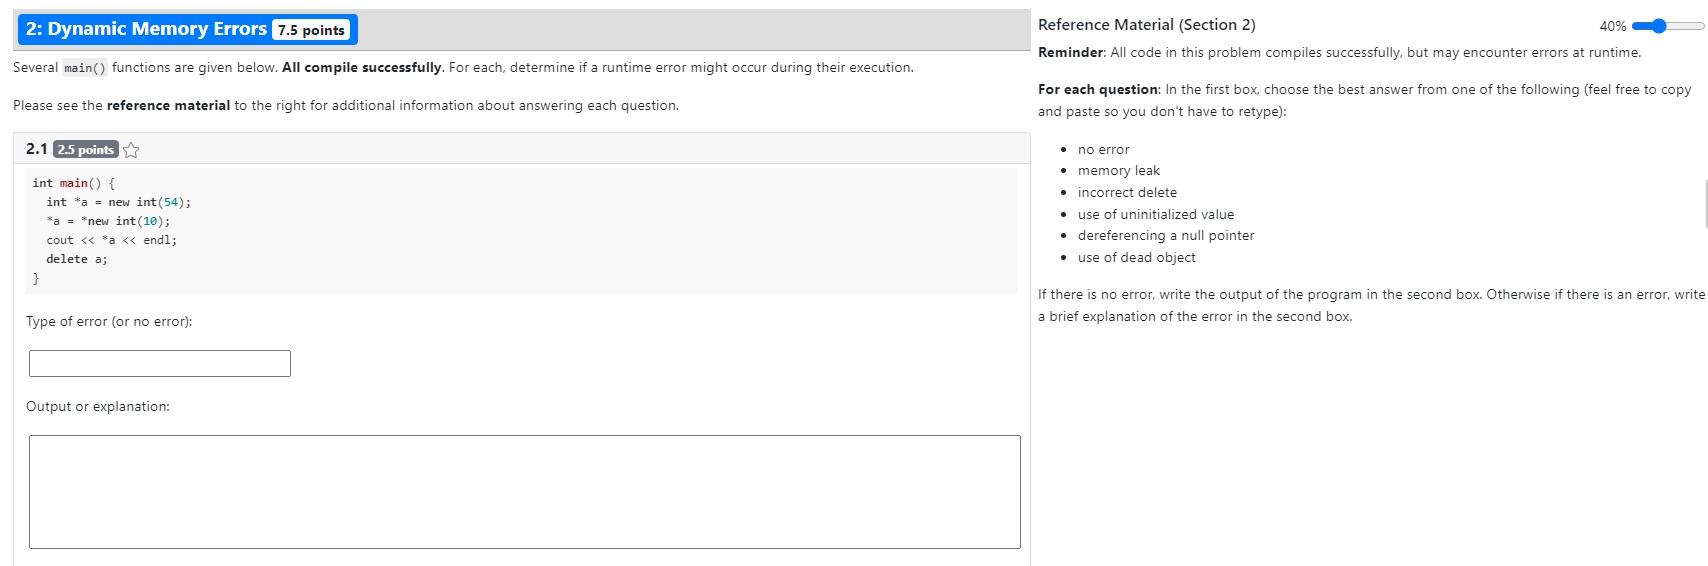 2: Dynamic Memory Errors 7.5 points
Several main() functions are given below. All compile successfully. For each, determine if a runtime error might occur during their execution.
Please see the reference material to the right for additional information about answering each question.
2.1 2.5 points
int main() {
  int *a = new int(54);
  *a = *new int(10);
  cout << *a << endl;
  delete a;
}
Type of error (or no error):
Output or explanation:
Reference Material (Section 2)
40%
Reminder: All code in this problem compiles successfully, but may encounter errors at runtime.
For each question: In the first box, choose the best answer from one of the following (feel free to copy
and paste so you don't have to retype):
• no error
• memory leak
• incorrect delete
• use of uninitialized value
• dereferencing a null pointer
• use of dead object
If there is no error, write the output of the program in the second box. Otherwise if there is an error, write
a brief explanation of the error in the second box.